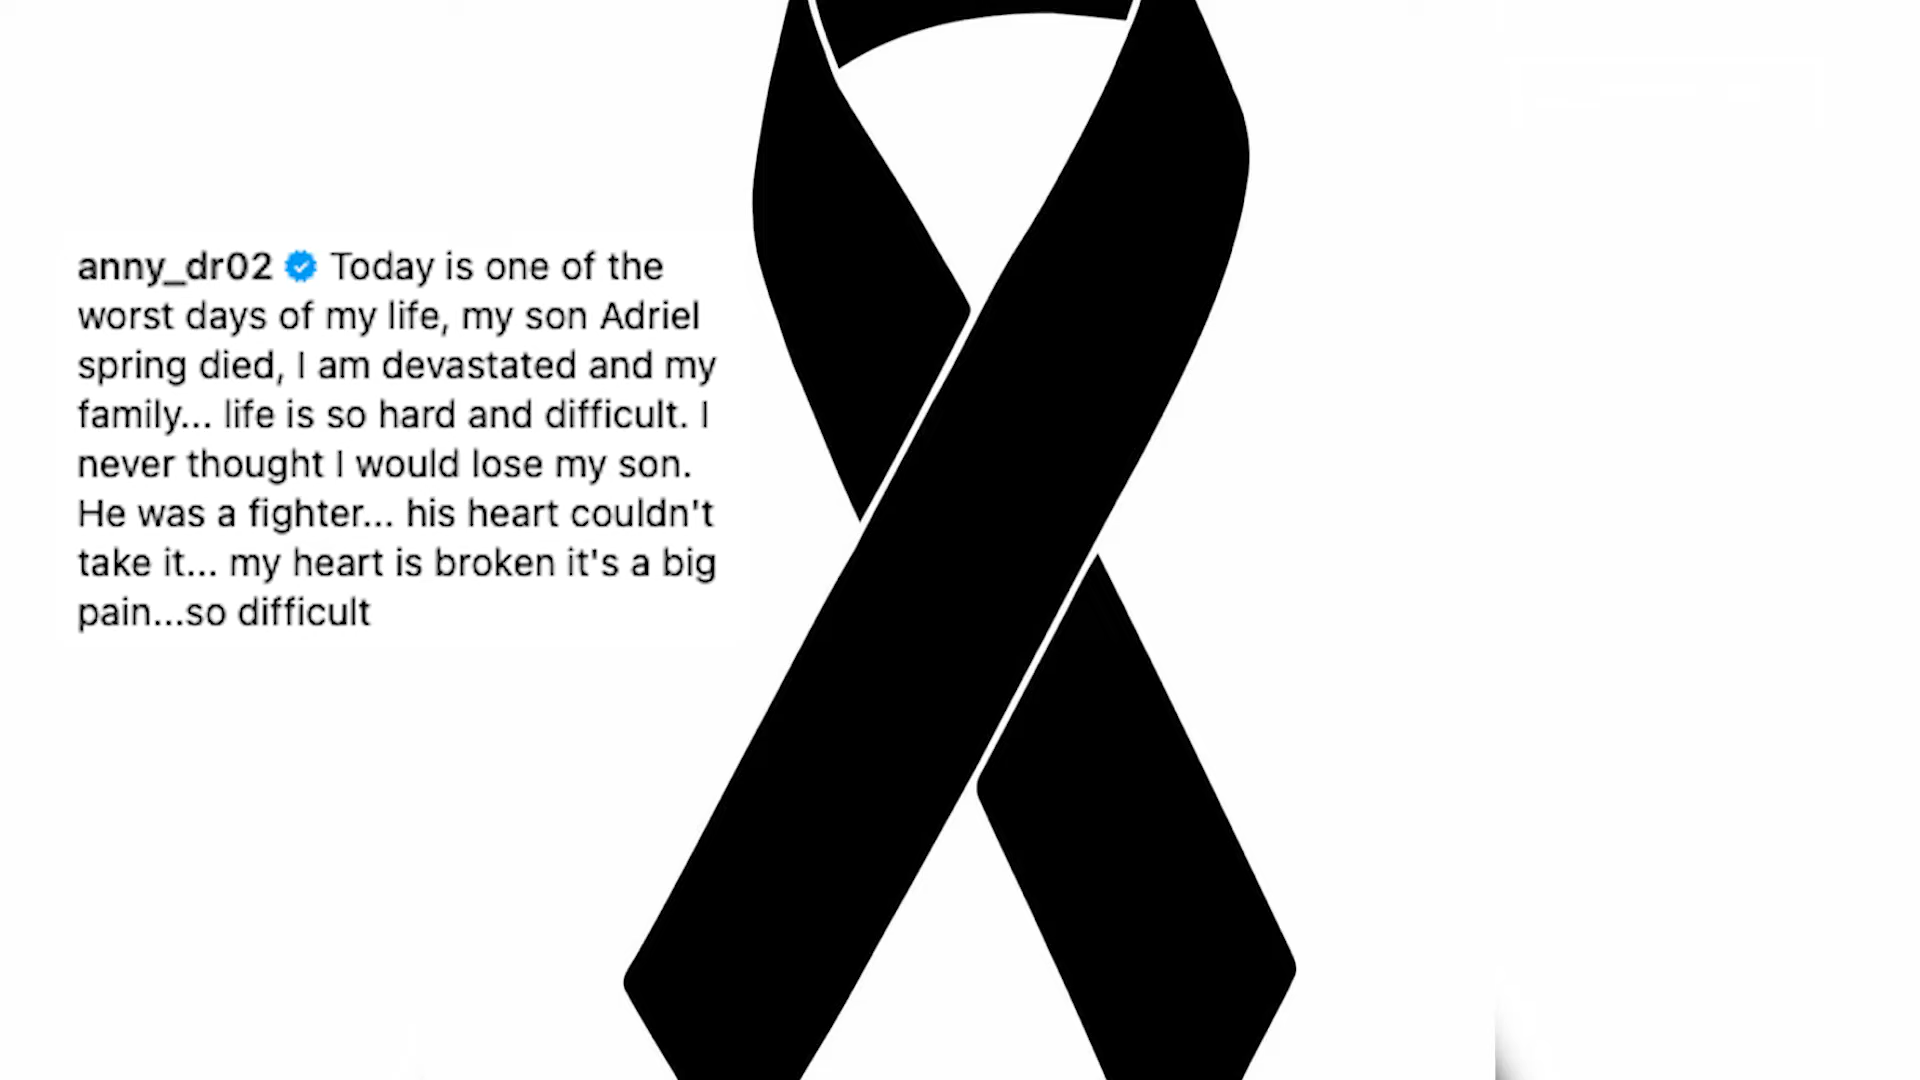 anny_dr02 Today is one of the
worst days of my life, my son Adriel
spring died, I am devastated and my
family... life is so hard and difficult. I
never thought I would lose my son.
He was a fighter... his heart couldn't
take it... my heart is broken it's a big
pain...so difficult